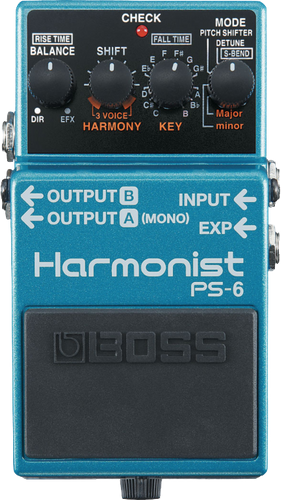 CHECK
RISE TIME
BALANCE
SHIFT
FALL TIME
MODE
PITCH SHIFTER
DETUNE
S-BEND
DIR
EFX
3 VOICE
HARMONY
KEY
E F F#
G
C
Major
minor
OUTPUT B
OUTPUT A (MONO)
INPUT
EXP
Harmonist
PS-6
BOSS